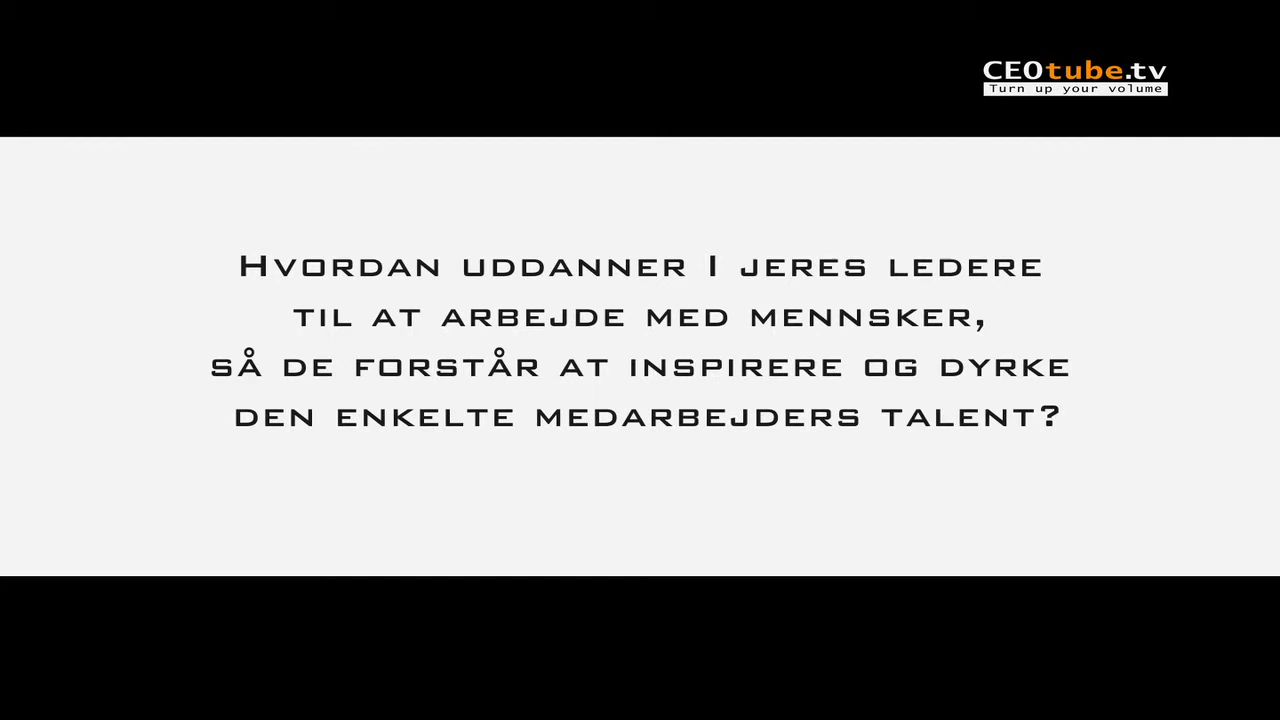 CEOtube.tv
Turn up your volume
Hvordan uddanner I jeres ledere
til at arbejde med mennsker,
så de forstår at inspirere og dyrke
den enkelte medarbejders talent?